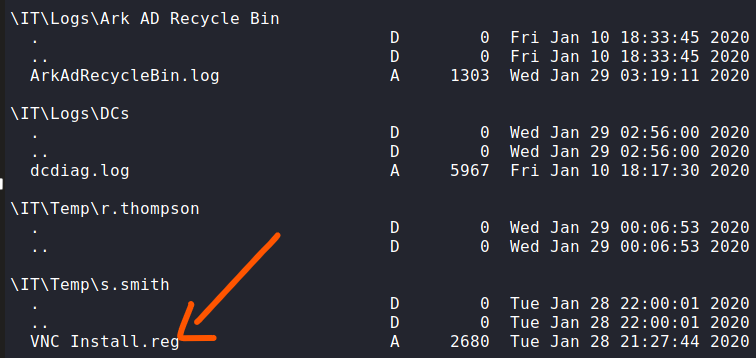 \IT\Logs\Ark AD Recycle Bin
. D 0 Fri Jan 10 18:33:45 2020
.. D 0 Fri Jan 10 18:33:45 2020
ArkAdRecycleBin.log A 1303 Wed Jan 29 03:19:11 2020
\IT\Logs\DCs
. D 0 Wed Jan 29 02:56:00 2020
.. D 0 Wed Jan 29 02:56:00 2020
dcdiag.log A 5967 Fri Jan 10 18:17:30 2020
\IT\Temp\r.thompson
. D 0 Wed Jan 29 00:06:53 2020
.. D 0 Wed Jan 29 00:06:53 2020
\IT\Temp\s.smith
. D 0 Tue Jan 28 22:00:01 2020
.. D 0 Tue Jan 28 22:00:01 2020
VNC Install.reg A 2680 Tue Jan 28 21:27:44 2020